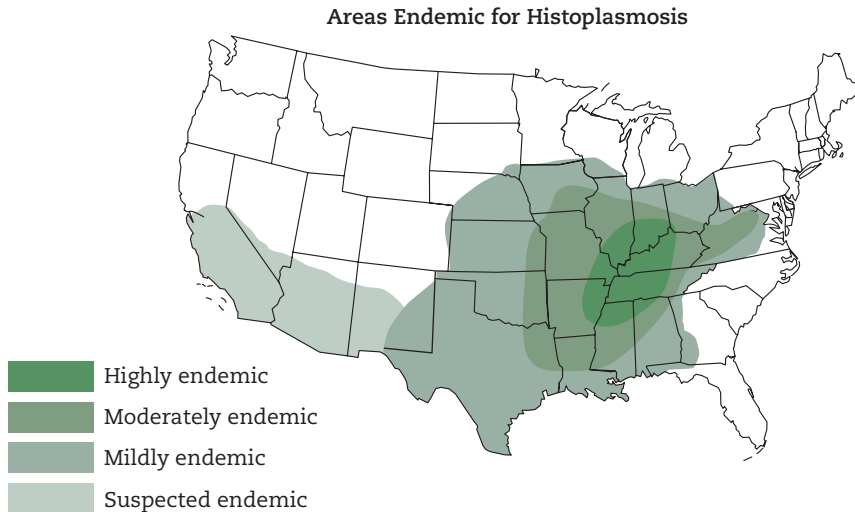 Areas Endemic for Histoplasmosis
Highly endemic
Moderately endemic
Mildly endemic
Suspected endemic